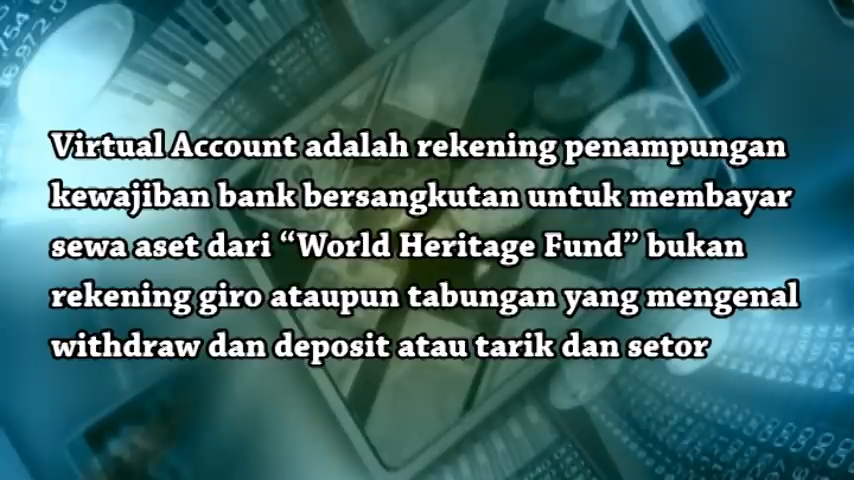 Virtual Account adalah rekening penampungan
kewajiban bank bersangkutan untuk membayar
sewa aset dari “World Heritage Fund” bukan
rekening giro ataupun tabungan yang mengenal
withdraw dan deposit atau tarik dan setor